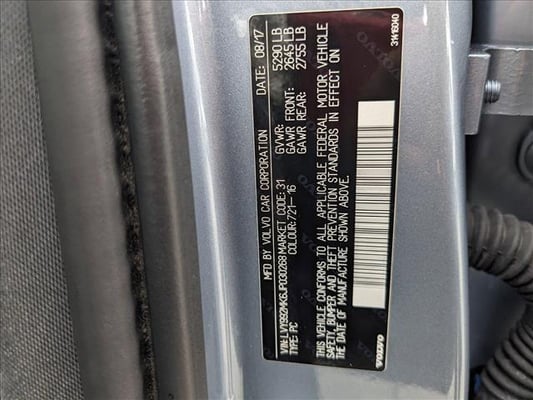 MFD BY VOLVO CAR CORPORATION DATE: 08/17
GVWR: 5290 LB
GAWR FRONT: 2645 LB
GAWR REAR: 2755 LB
VIN: LVY992MK6JP030268 MARKET CODE: 31
TYPE: PC COLOUR: 721-16
THIS VEHICLE CONFORMS TO ALL APPLICABLE FEDERAL MOTOR VEHICLE
SAFETY, BUMPER AND THEFT PREVENTION STANDARDS IN EFFECT ON
THE DATE OF MANUFACTURE SHOWN ABOVE.
VOLVO
31416040